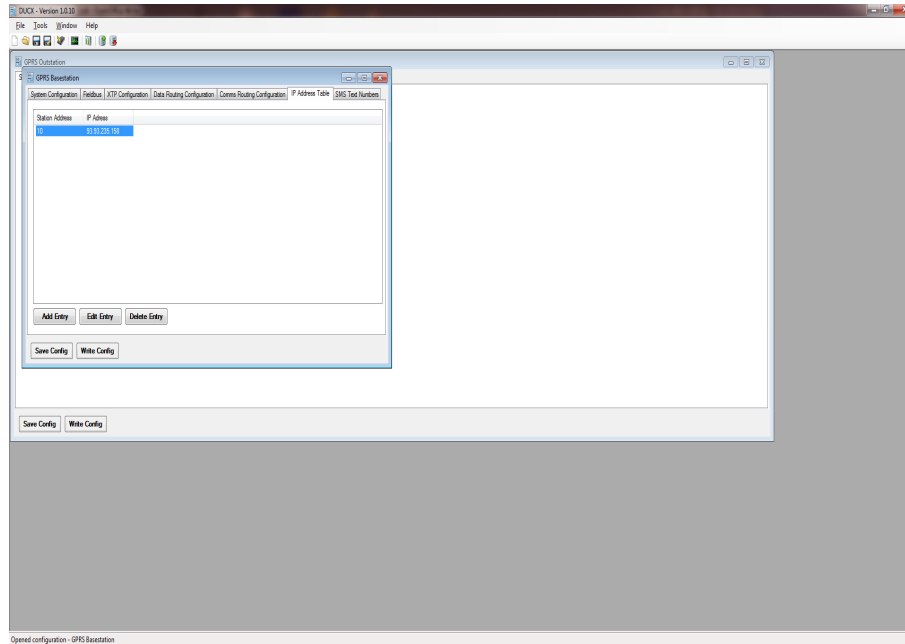 DUCX - Version 1.0.10
File Tools Window Help
GPRS Outstation
S
GPRS Basestation
System Configuration Fieldbus XTP Configuration Data Routing Configuration Comms Routing Configuration IP Address Table SMS Text Numbers
Station Address IP Adress
10 93.93.239.158
Add Entry Edit Entry Delete Entry
Save Config Write Config
Save Config Write Config
Opened configuration - GPRS Basestation